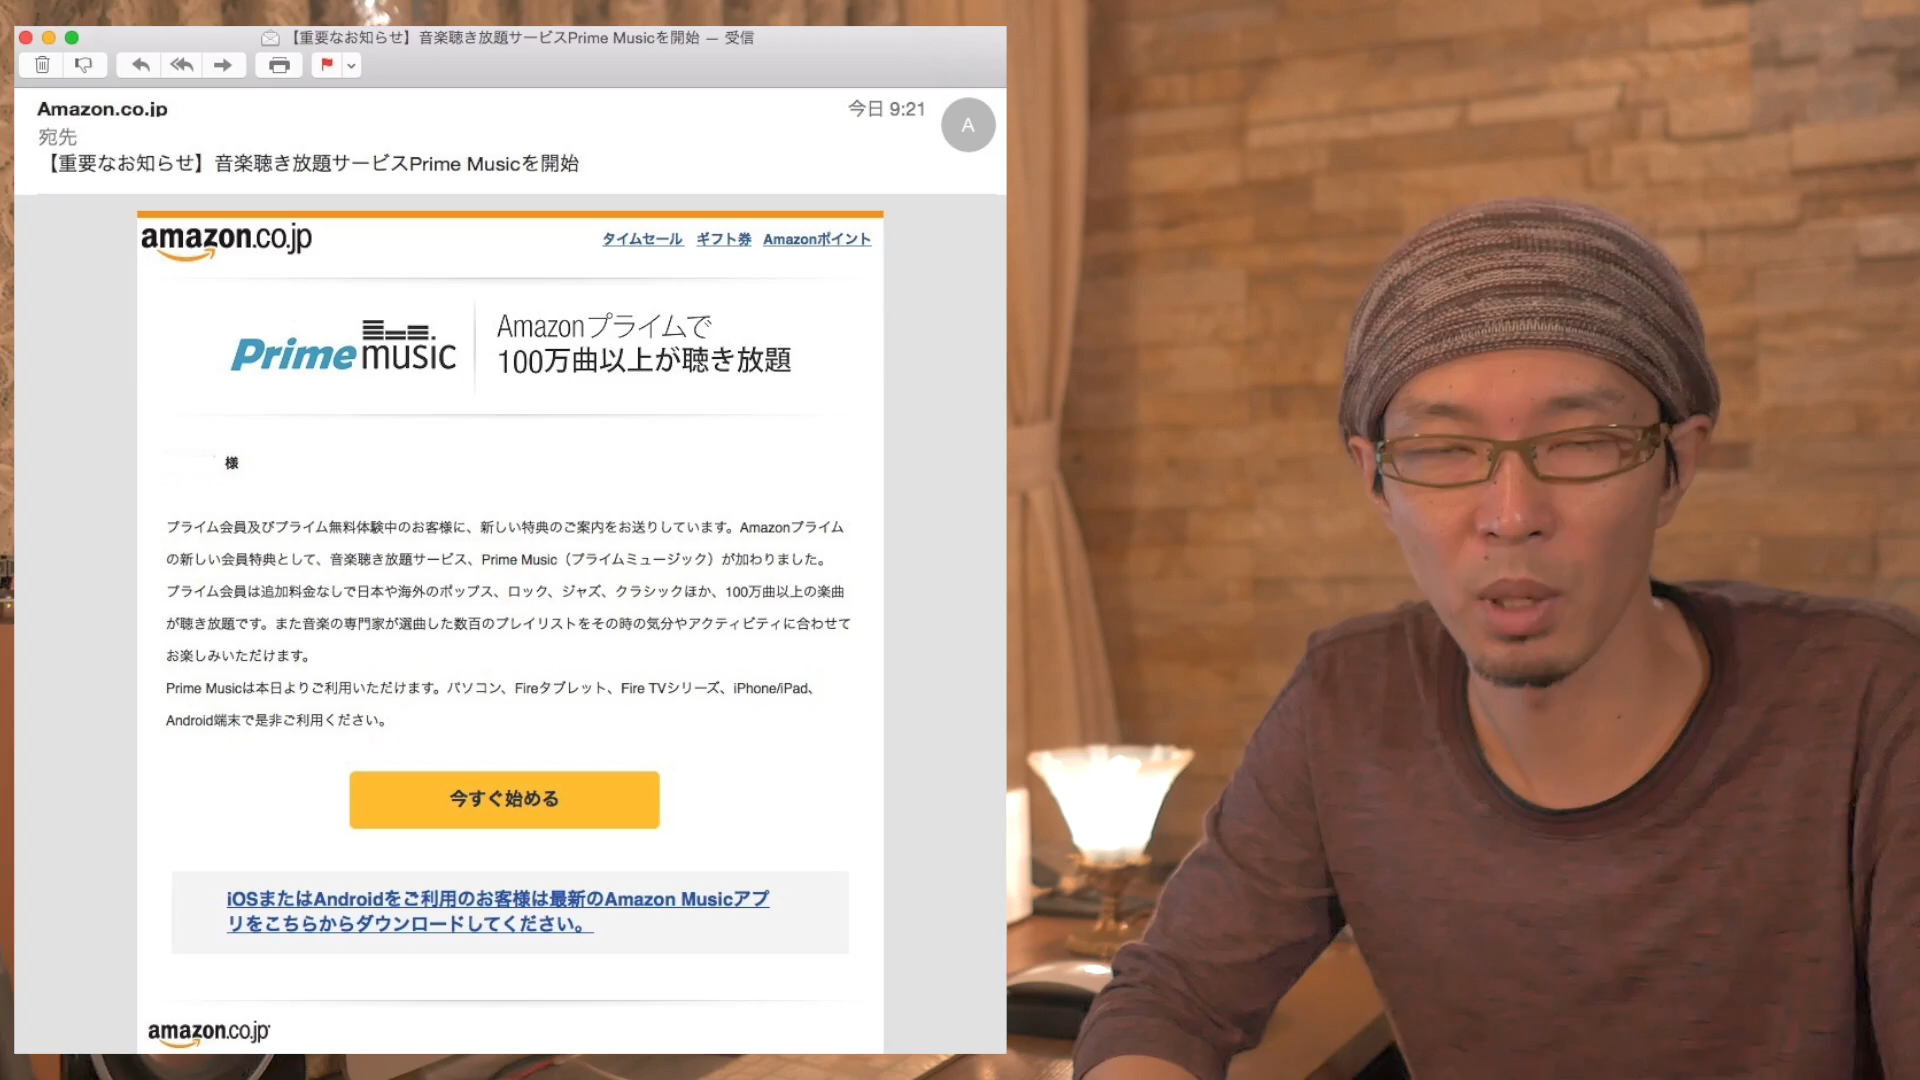 【重要なお知らせ】音楽聴き放題サービスPrime Musicを開始 — 受信
Amazon.co.jp
今日 9:21
A
宛先
【重要なお知らせ】音楽聴き放題サービスPrime Musicを開始
amazon.co.jp
タイムセール ギフト券 Amazonポイント
Prime music
Amazonプライムで
100万曲以上が聴き放題
様
プライム会員及びプライム無料体験中のお客様に、新しい特典のご案内をお送りしています。Amazonプライム
の新しい会員特典として、音楽聴き放題サービス、Prime Music（プライムミュージック）が加わりました。
プライム会員は追加料金なしで日本や海外のポップス、ロック、ジャズ、クラシックほか、100万曲以上の楽曲
が聴き放題です。また音楽の専門家が選曲した数百のプレイリストをその時の気分やアクティビティに合わせて
お楽しみいただけます。
Prime Musicは本日よりご利用いただけます。パソコン、Fireタブレット、Fire TVシリーズ、iPhone/iPad、
Android端末で是非ご利用ください。
今すぐ始める
iOSまたはAndroidをご利用のお客様は最新のAmazon Musicアプ
リをこちらからダウンロードしてください。
amazon.co.jp